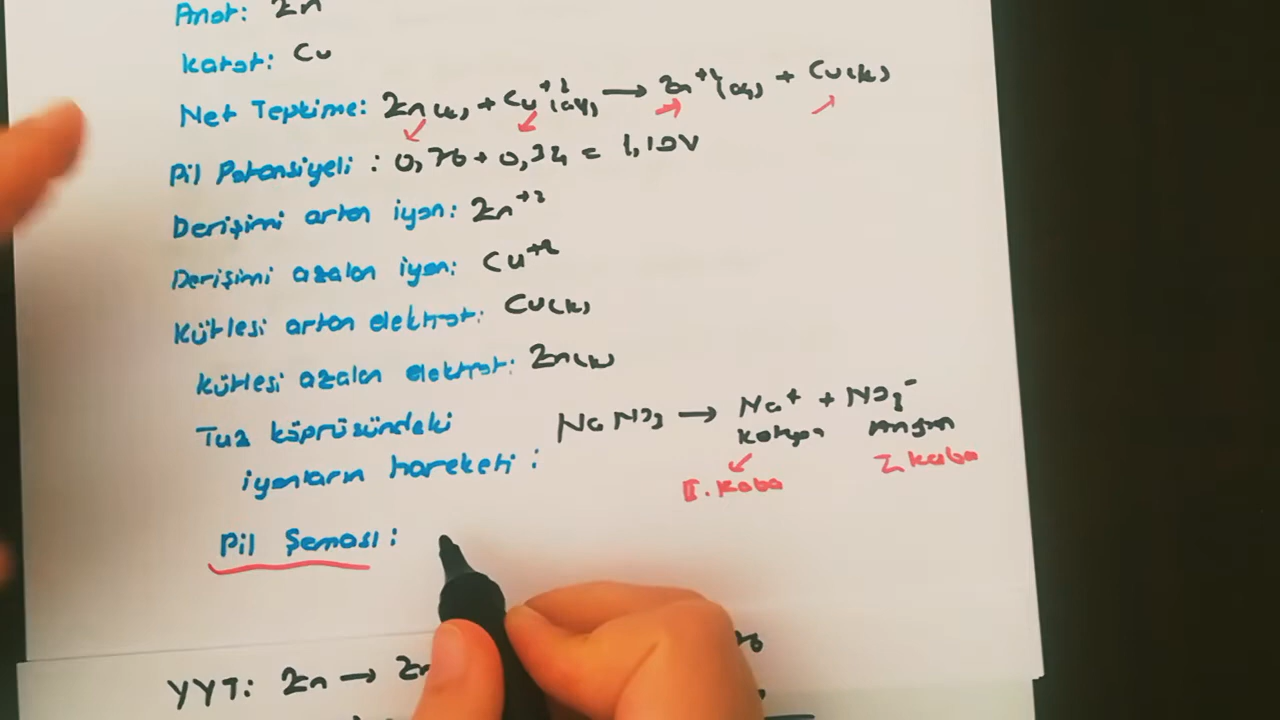 Anot: Zn
Katot: Cu
Net Tepkime: Zn(k) + Cu+2(aq) → Zn+2(aq) + Cu(k)
Pil Potansiyeli : 0,76 + 0,34 = 1,10V
Derişimi artan iyon: Zn+2
Derişimi azalan iyon: Cu+2
Kütlesi artan elektrot: Cu(k)
Kütlesi azalan elektrot: Zn(k)
Tuz köprüsündeki
iyonların hareketi :
NaNO3 → Na+ + NO3-
Katyon Anyon
II. kaba I. kaba
Pil Şeması:
YYT: Zn → Zn